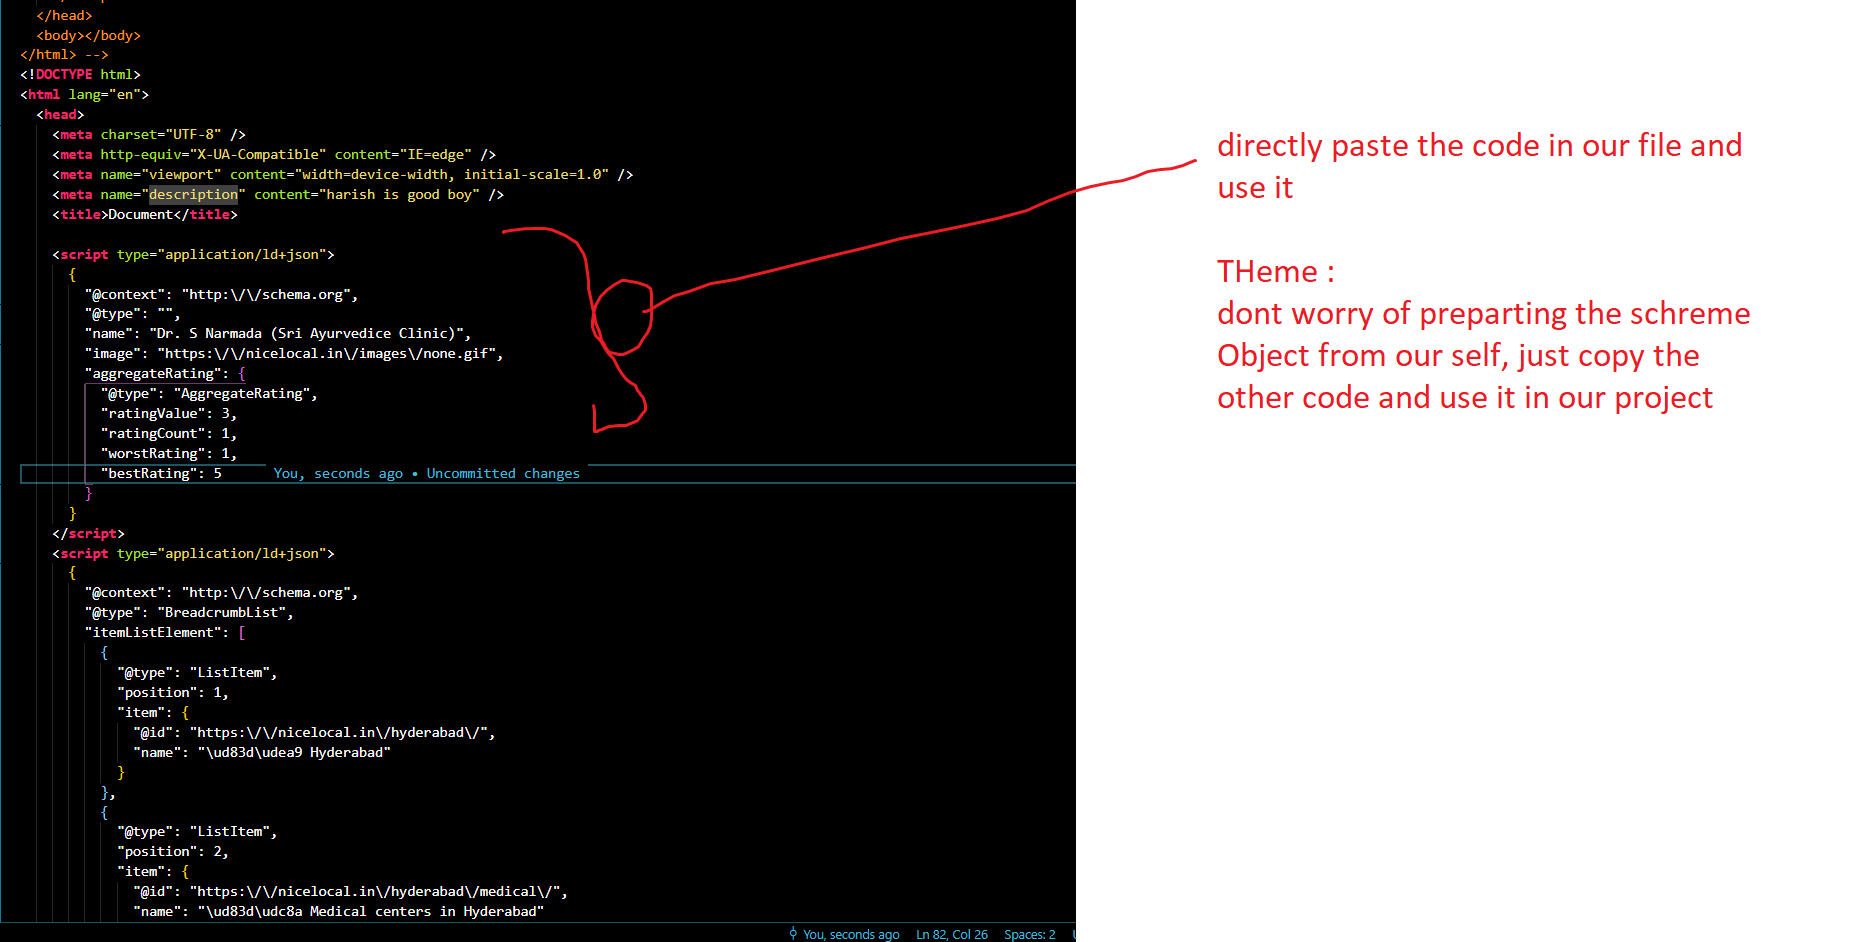 </head>
<body></body>
</html> -->
<!DOCTYPE html>
<html lang="en">
<head>
<meta charset="UTF-8" />
<meta http-equiv="X-UA-Compatible" content="IE=edge" />
<meta name="viewport" content="width=device-width, initial-scale=1.0" />
<meta name="description" content="harish is good boy" />
<title>Document</title>
<script type="application/ld+json">
{
"@context": "http:\/\/schema.org",
"@type": "",
"name": "Dr. S Narmada (Sri Ayurvedice Clinic)",
"image": "https:\/\/nicelocal.in\/images\/none.gif",
"aggregateRating": {
"@type": "AggregateRating",
"ratingValue": 3,
"ratingCount": 1,
"worstRating": 1,
"bestRating": 5 You, seconds ago • Uncommitted changes
}
}
</script>
<script type="application/ld+json">
{
"@context": "http:\/\/schema.org",
"@type": "BreadcrumbList",
"itemListElement": [
{
"@type": "ListItem",
"position": 1,
"item": {
"@id": "https:\/\/nicelocal.in\/hyderabad\/",
"name": "\ud83d\udea9 Hyderabad"
}
},
{
"@type": "ListItem",
"position": 2,
"item": {
"@id": "https:\/\/nicelocal.in\/hyderabad\/medical\/",
"name": "\ud83d\udc8a Medical centers in Hyderabad"
You, seconds ago Ln 82, Col 26 Spaces: 2
directly paste the code in our file and
use it
THeme :
dont worry of preparting the schreme
Object from our self, just copy the
other code and use it in our project